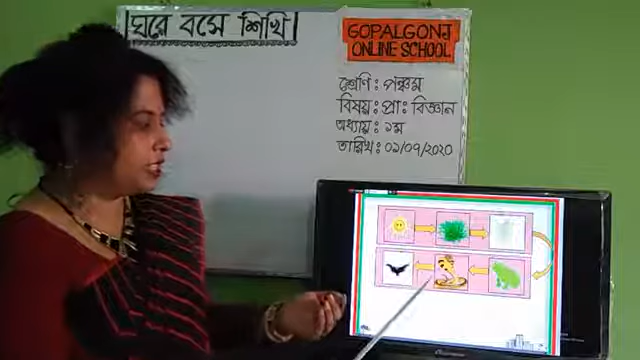 ঘরে বসে শিখি
GOPALGONJ
ONLINE SCHOOL
শ্রেণি : পঞ্চম
বিষয় : প্রাঃ বিজ্ঞান
অধ্যায় : ১ম
তারিখ : ০১/০৭/২০২০